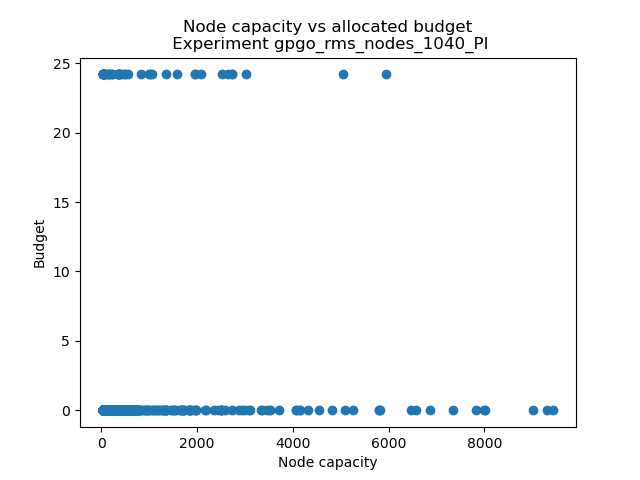 Node capacity vs allocated budget
Experiment gpgo_rms_nodes_1040_PI
25
20
15
10
5
0
Budget
0 2000 4000 6000 8000
Node capacity